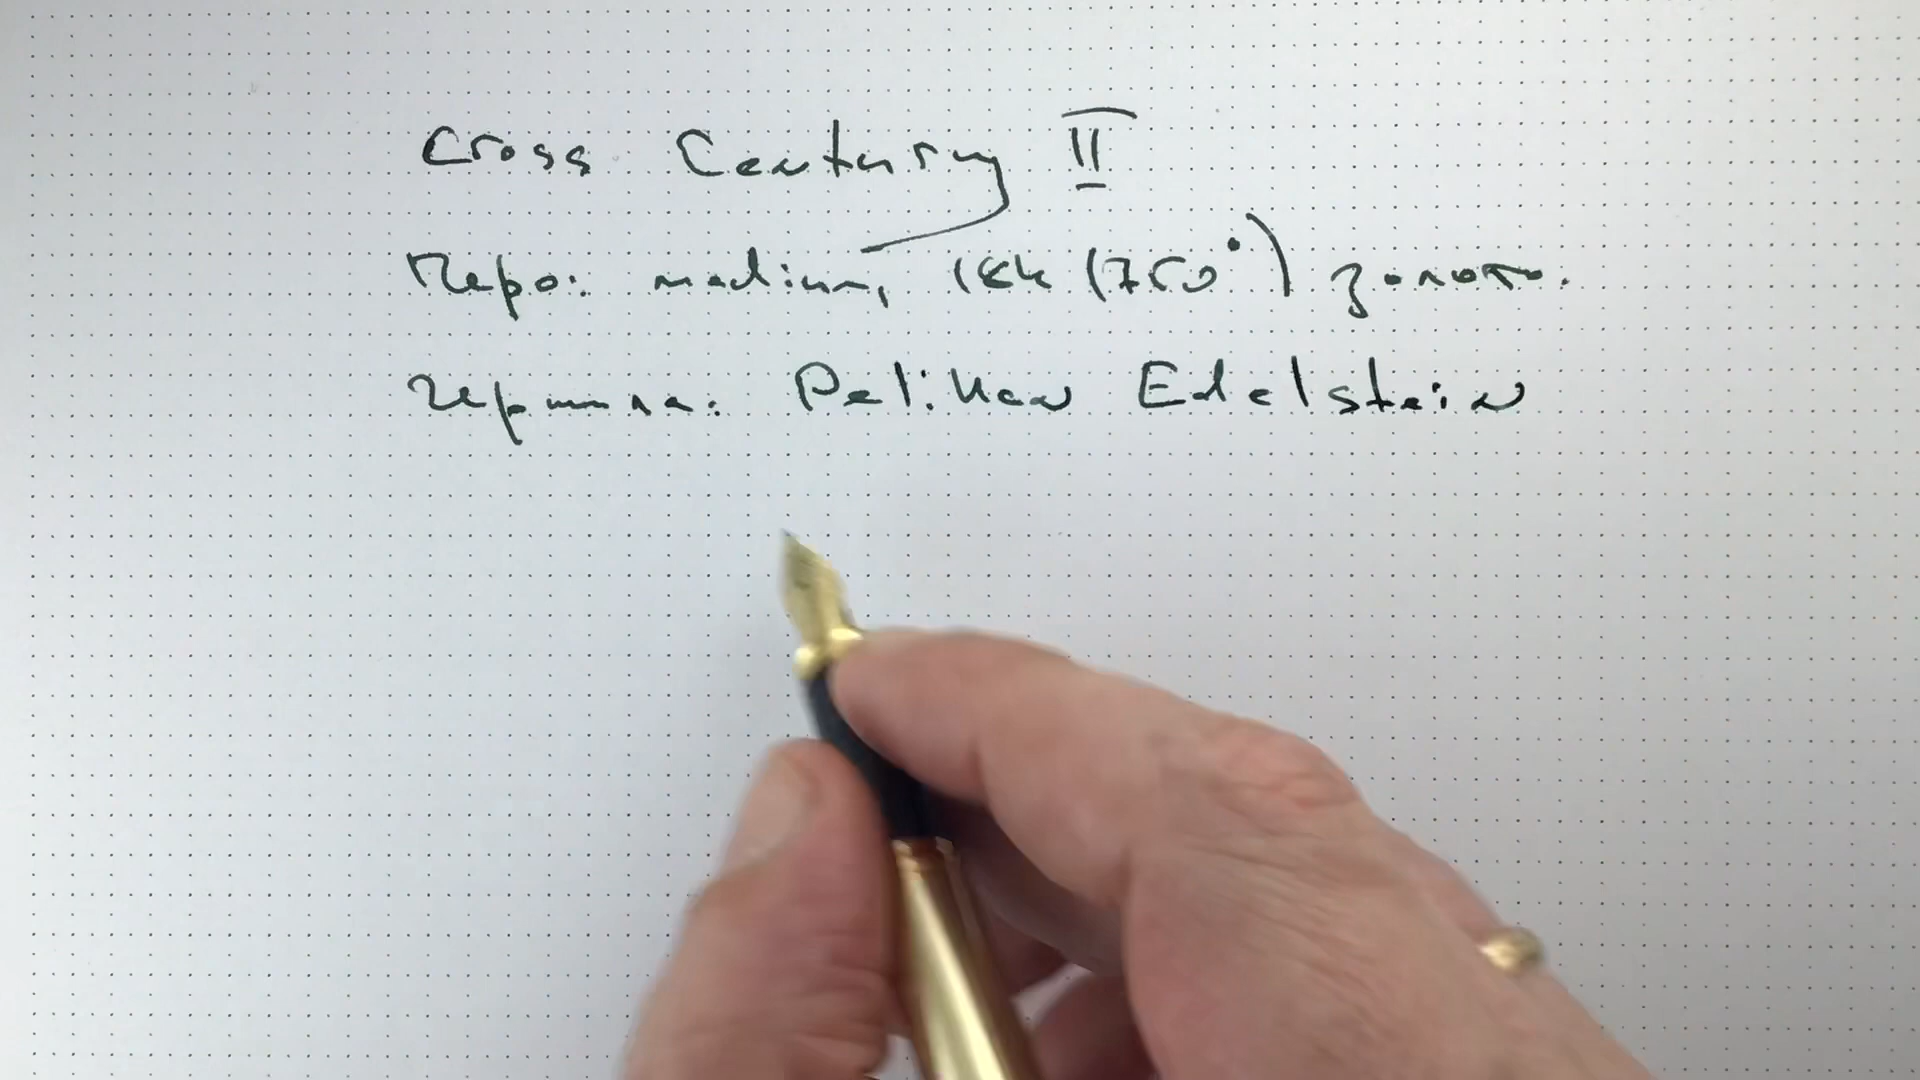 Cross Century II
Перо: medium, 18k (750°) золото.
Чернила: Pelikan Edelstein